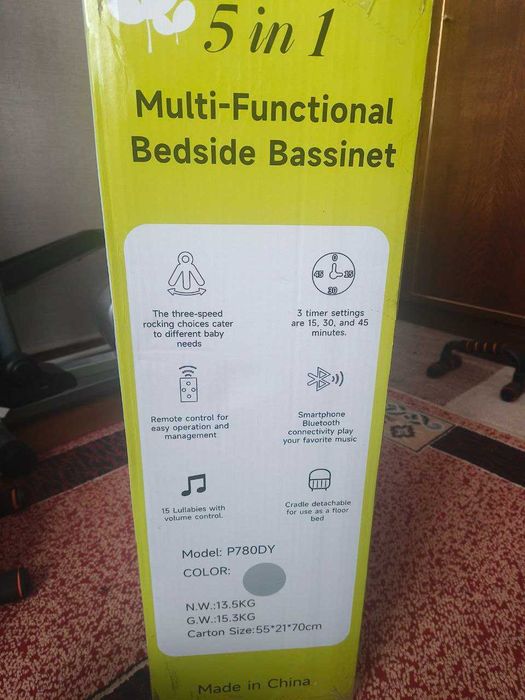 5 in 1
Multi-Functional
Bedside Bassinet
The three-speed
rocking choices cater
to different baby
needs
0
45 15
30
3 timer settings
are 15, 30, and 45
minutes.
Remote control for
easy operation and
management
Smartphone
Bluetooth
connectivity play
your favorite music
15 Lullabies with
volume control.
Cradle detachable
for use as a floor
bed
Model: P780DY
COLOR:
N.W.:13.5KG
G.W.:15.3KG
Carton Size:55*21*70cm
Made in China